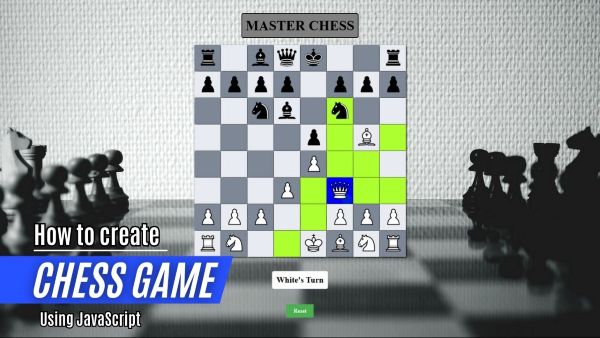 MASTER CHESS
How to create
CHESS GAME
Using JavaScript
White's Turn
Reset